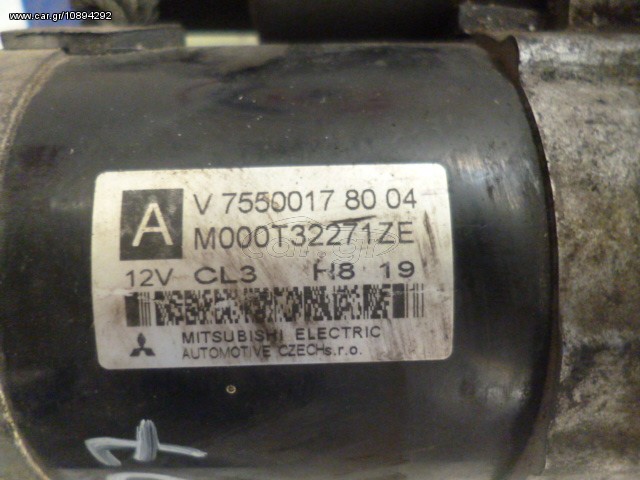 www.car.gr/10894292
A
V 7550017 80 04
M000T32271ZE
12V CL3 H8 19
MITSUBISHI ELECTRIC
AUTOMOTIVE CZECH s.r.o.